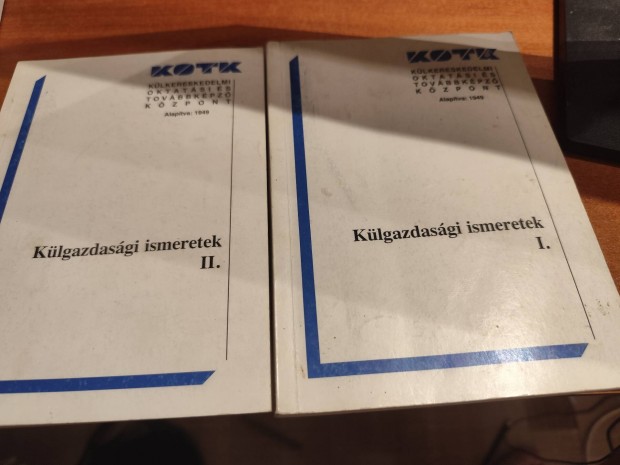 KOTK
KÜLKERESKEDELMI
OKTATÁSI ÉS
TOVÁBBKÉPZŐ
KÖZPONT
Alapítva: 1949
Külgazdasági ismeretek
II.
KOTK
KÜLKERESKEDELMI
OKTATÁSI ÉS
TOVÁBBKÉPZŐ
KÖZPONT
Alapítva: 1949
Külgazdasági ismeretek
I.